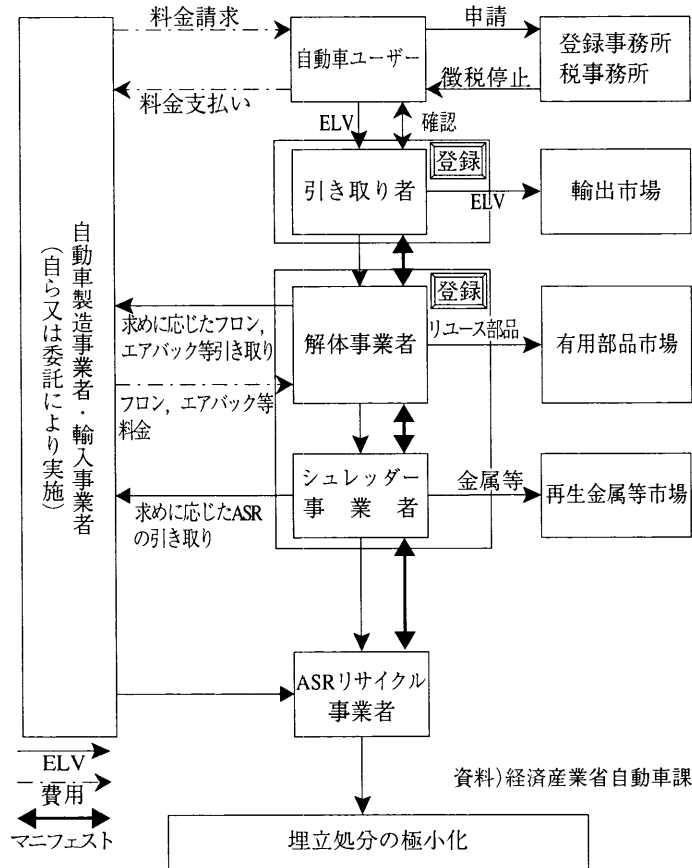 料金請求
申請
自動車ユーザー
登録事務所
税事務所
徴税停止
料金支払い
ELV
確認
登録
引き取り者
ELV
輸出市場
自動車製造事業者・輸入事業者
(自ら又は委託により実施)
登録
求めに応じたフロン,
エアバック等引き取り
解体事業者
リユース部品
有用部品市場
フロン,エアバック等
料金
シュレッダー
事業者
金属等
再生金属等市場
求めに応じたASR
の引き取り
ASRリサイクル
事業者
ELV
費用
マニフェスト
資料)経済産業省自動車課
埋立処分の極小化